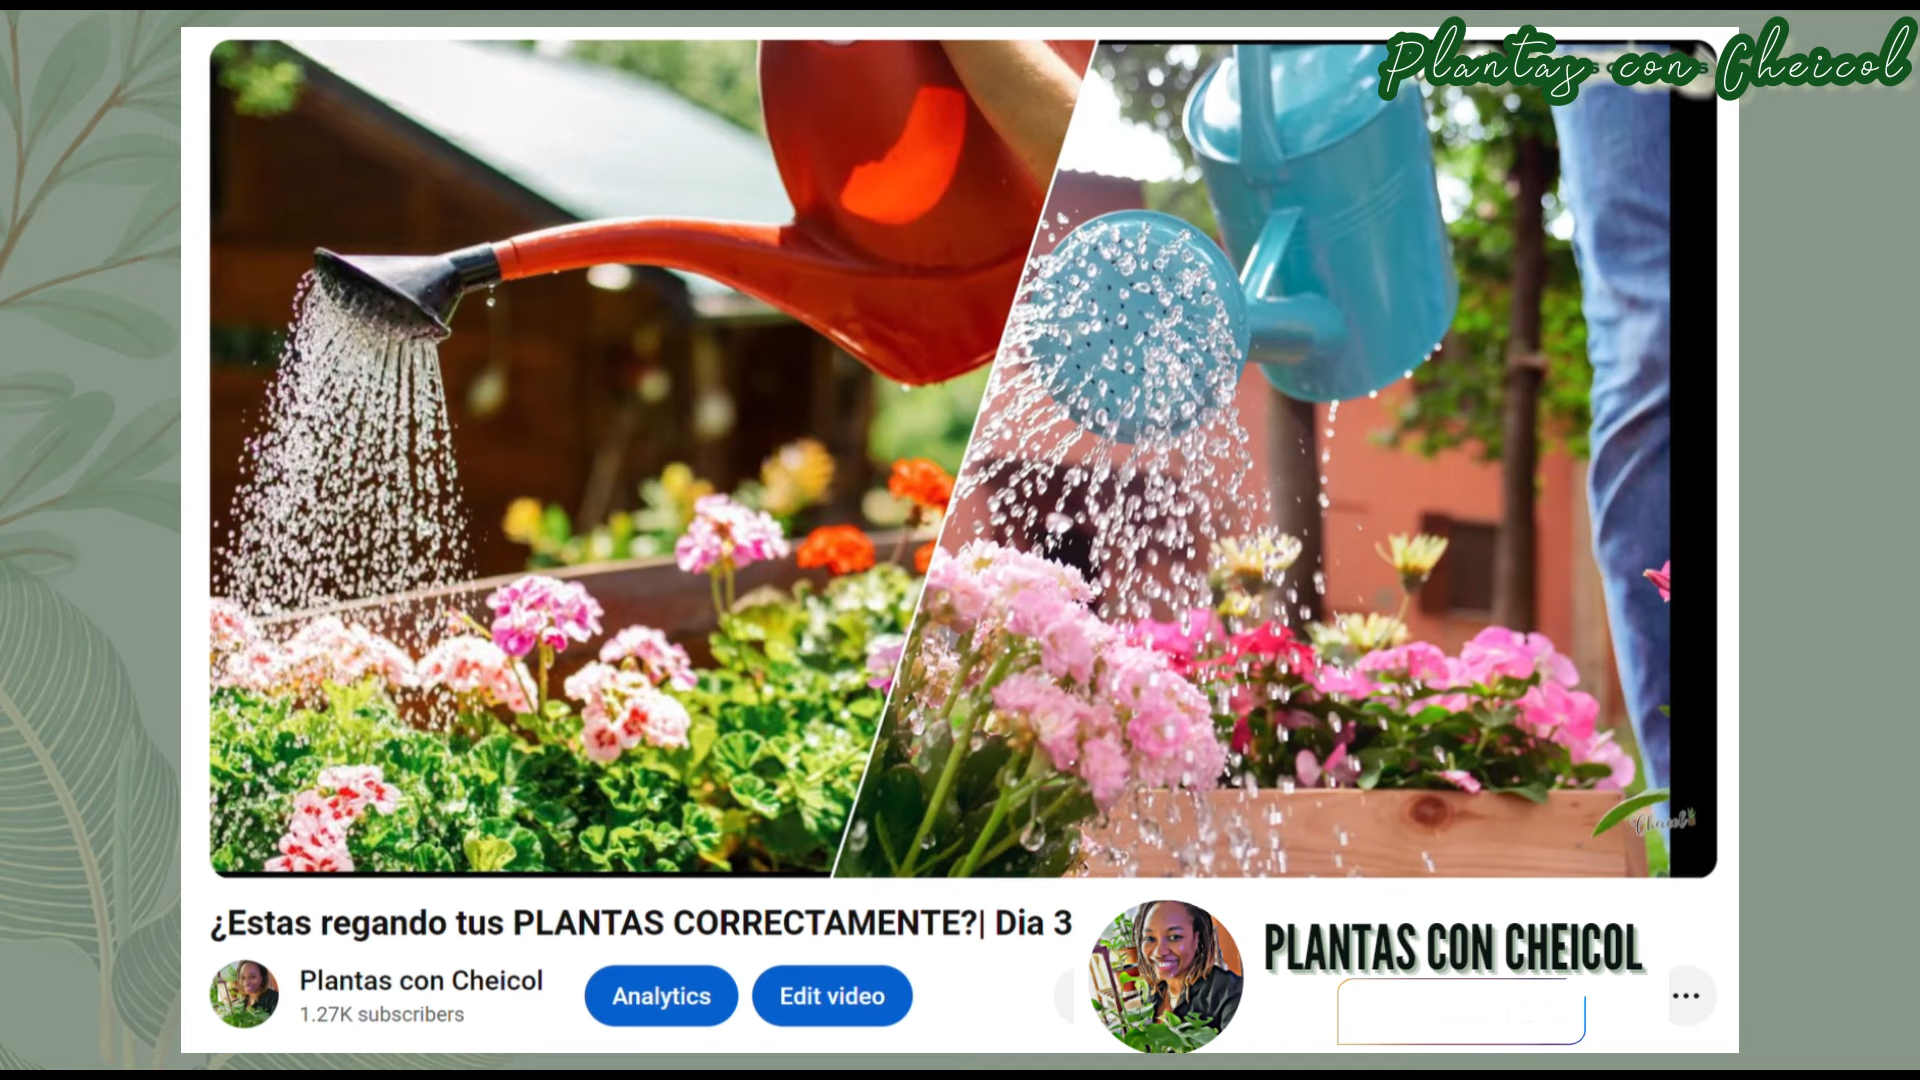 Plantas con Cheicol
Cheicol
¿Estas regando tus PLANTAS CORRECTAMENTE?| Dia 3
Plantas con Cheicol
1.27K subscribers
Analytics
Edit video
PLANTAS CON CHEICOL